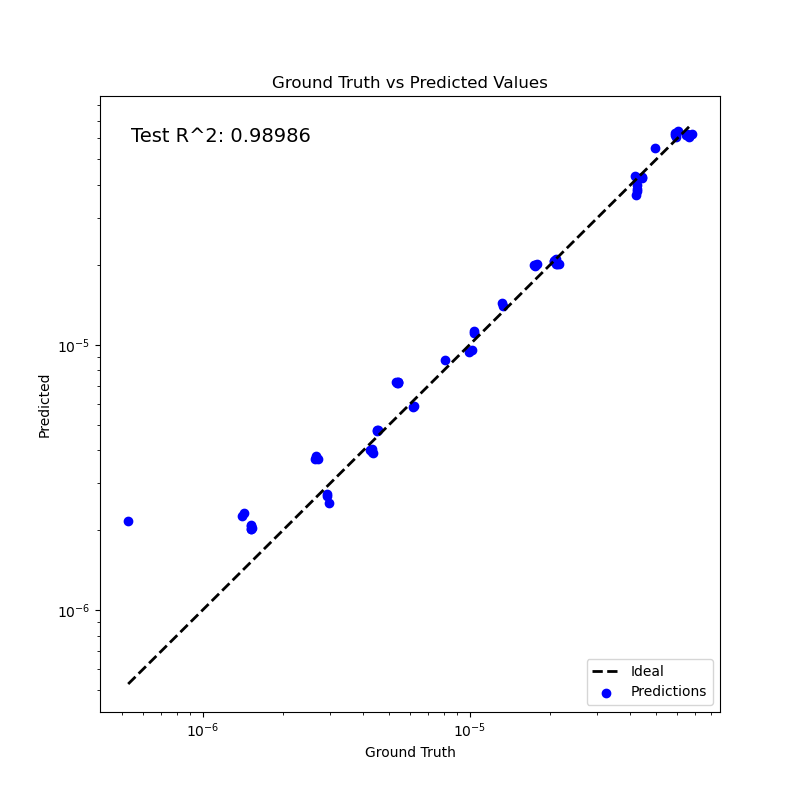 Ground Truth vs Predicted Values
Test R^2: 0.98986
Predicted
10⁻⁵
10⁻⁶
Ideal
Predictions
10⁻⁶
10⁻⁵
Ground Truth